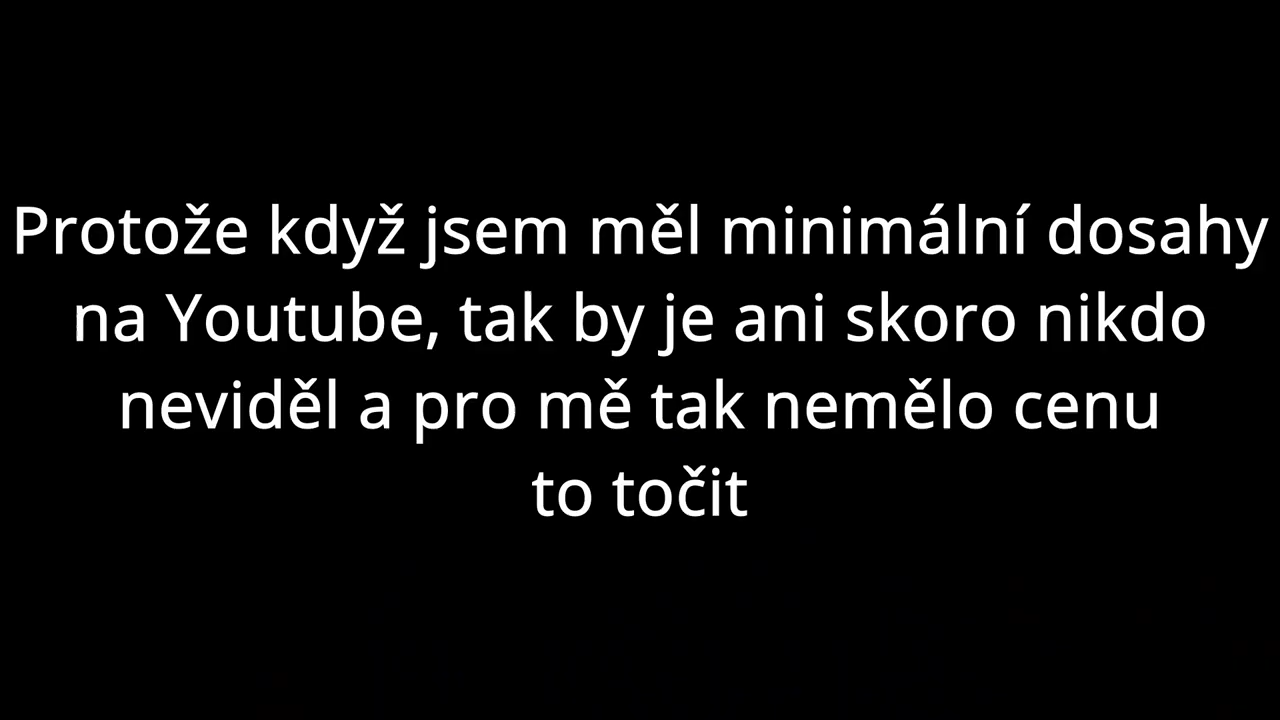 Protože když jsem měl minimální dosahy
na Youtube, tak by je ani skoro nikdo
neviděl a pro mě tak nemělo cenu
to točit